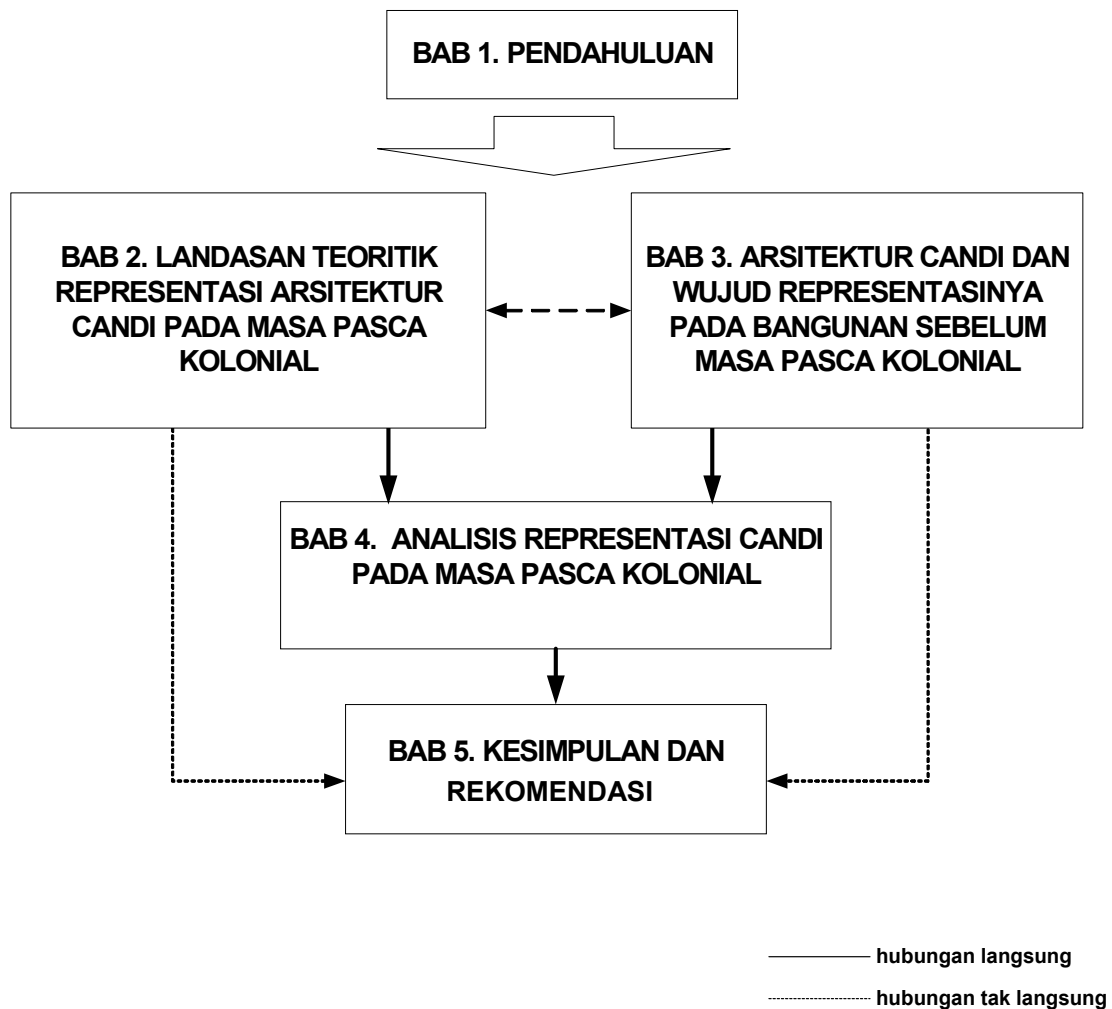 BAB 1. PENDAHULUAN
BAB 2. LANDASAN TEORITIK
REPRESENTASI ARSITEKTUR
CANDI PADA MASA PASCA
KOLONIAL
BAB 3. ARSITEKTUR CANDI DAN
WUJUD REPRESENTASINYA
PADA BANGUNAN SEBELUM
MASA PASCA KOLONIAL
BAB 4. ANALISIS REPRESENTASI CANDI
PADA MASA PASCA KOLONIAL
BAB 5. KESIMPULAN DAN
REKOMENDASI
hubungan langsung
hubungan tak langsung